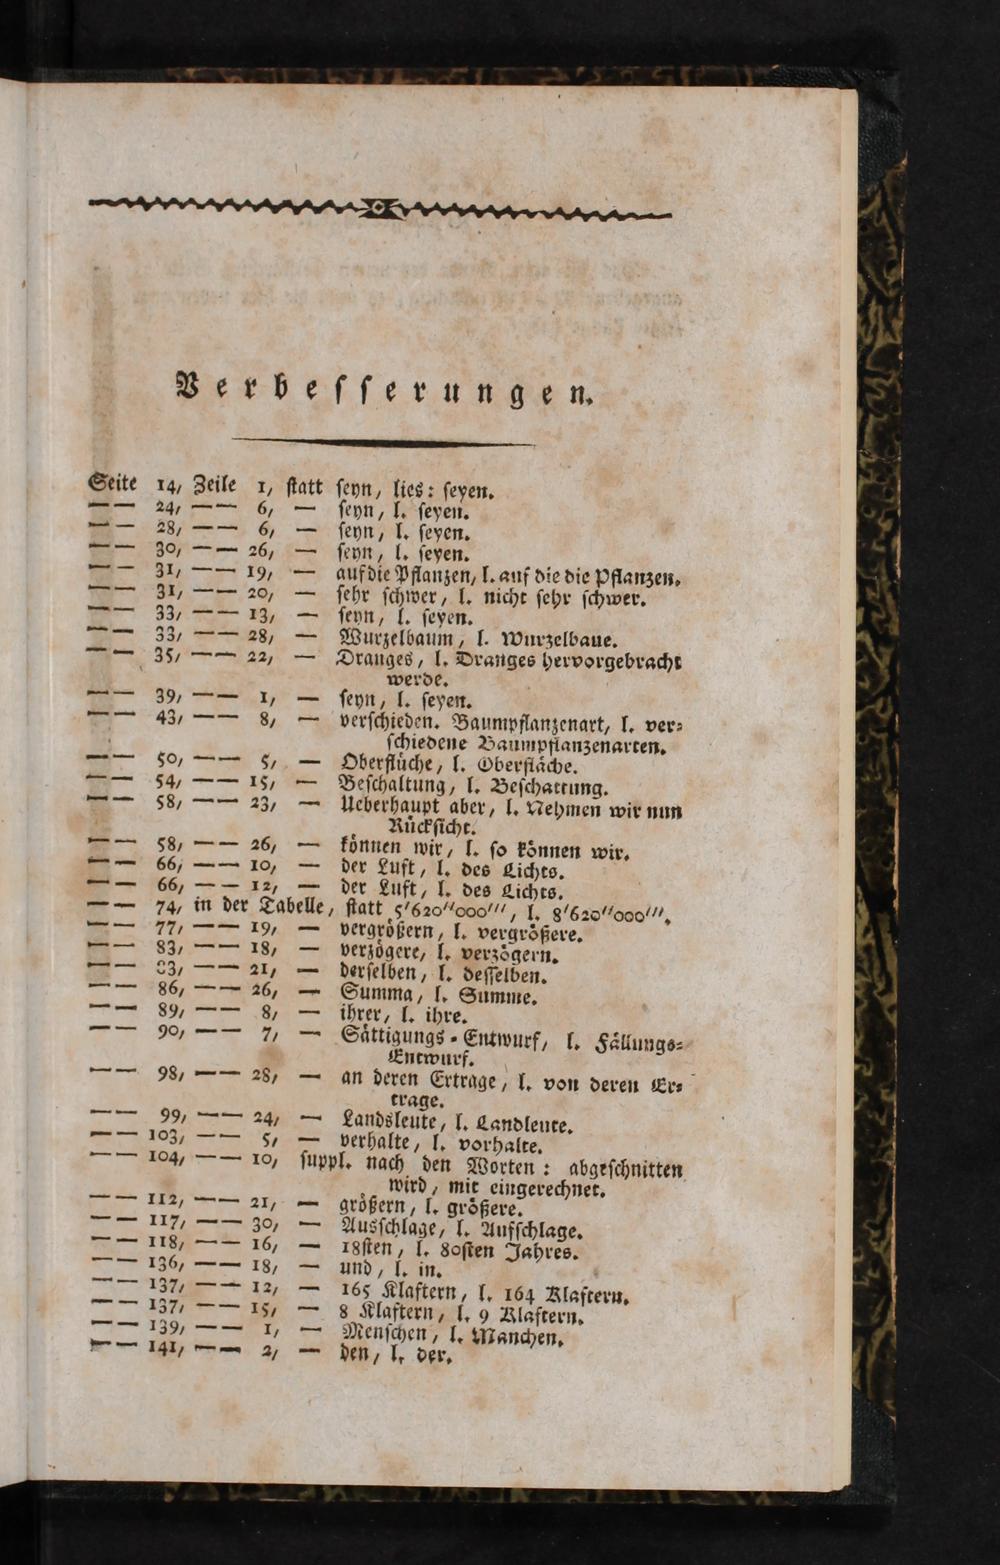 Verbeſſerungen.
Seite 14, Zeile 1, ſtatt ſeyn, lies: ſeyen.
—— 24, —— 6, — ſeyn, l. ſeyen.
—— 28, —— 6, — ſeyn, l. ſeyen.
—— 30, —— 26, — ſeyn, l. ſeyen.
—— 31, —— 19, — auf die Pflanzen, l. auf die die Pflanzen.
—— 31, —— 20, — ſehr ſchwer, l. nicht ſehr ſchwer.
—— 33, —— 13, — ſeyn, l. ſeyen.
—— 33, —— 28, — Wurzelbaum, l. Wurzelbaue.
—— 35, —— 22, — Dranges, l. Dranges hervorgebracht
werde.
—— 39, —— 1, — ſeyn, l. ſeyen.
—— 43, —— 8, — verſchieden. Baumpflanzenart, l. ver⸗
ſchiedene Baumpflanzenarten.
—— 50, —— 5, — Oberflüche, l. Oberfläche.
—— 54, —— 15, — Beſchaltung, l. Beſchattung.
—— 58, —— 23, — Ueberhaupt aber, l. Nehmen wir nun
Rückſicht.
—— 58, —— 26, — können wir, l. ſo können wir.
—— 66, —— 10, — der Luft, l. des Lichts.
—— 66, —— 12, — der Luft, l. des Lichts.
—— 74, in der Tabelle, ſtatt 5′620″000‴, l. 8′620″000‴.
—— 77, —— 19, — vergrößern, l. vergrößere.
—— 83, —— 18, — verzögere, l. verzögern.
—— 83, —— 21, — derſelben, l. deſſelben.
—— 86, —— 26, — Summa, l. Summe.
—— 89, —— 8, — ihrer, l. ihre.
—— 90, —— 7, — Sättigungs⸗Entwurf, l. Fällungs⸗
Entwurf.
—— 98, —— 28, — an deren Ertrage, l. von deren Er⸗
trage.
—— 99, —— 24, — Landsleute, l. Landleute.
—— 103, —— 5, — verhalte, l. vorhalte.
—— 104, —— 10, ſuppl. nach den Worten: abgeſchnitten
wird, mit eingerechnet.
—— 112, —— 21, — größern, l. größere.
—— 117, —— 30, — Ausſchlage, l. Aufſchlage.
—— 118, —— 16, — 18ſten, l. 80ſten Jahres.
—— 136, —— 18, — und, l. in.
—— 137, —— 12, — 165 Klaftern, l. 164 Klaftern.
—— 137, —— 15, — 8 Klaftern, l. 9 Klaftern.
—— 139, —— 1, — Menſchen, l. Manchen.
—— 141, —— 2, — den, l. der.